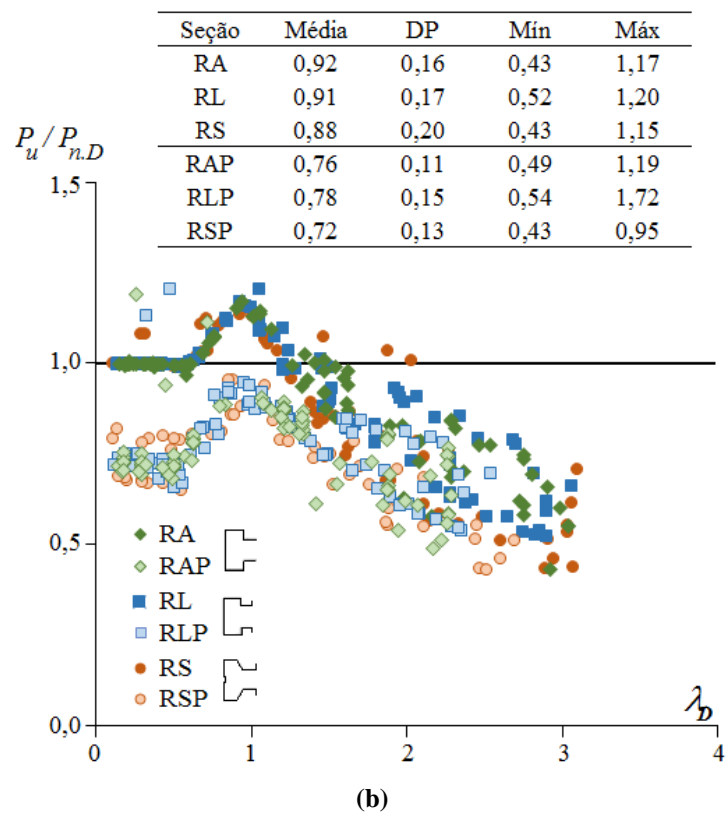 Seção Média DP Mín Máx
RA 0,92 0,16 0,43 1,17
RL 0,91 0,17 0,52 1,20
RS 0,88 0,20 0,43 1,15
RAP 0,76 0,11 0,49 1,19
RLP 0,78 0,15 0,54 1,72
RSP 0,72 0,13 0,43 0,95
P_u / P_n.D
1,5
1,0
0,5
0,0
RA
RAP
RL
RLP
RS
RSP
λ_D
0 1 2 3 4
(b)